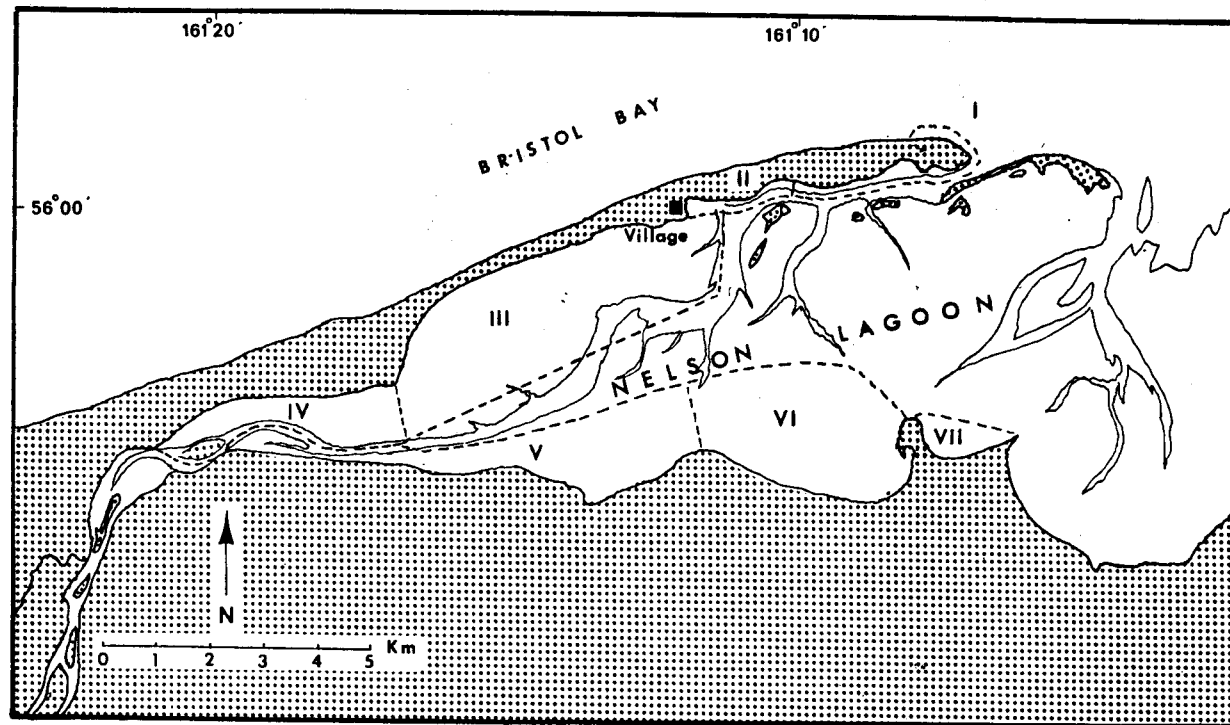 161°20′
161°10′
BRISTOL BAY
I
II
56°00′
Village
III
LAGOON
NELSON
IV
VI
VII
V
N
Km
0 1 2 3 4 5